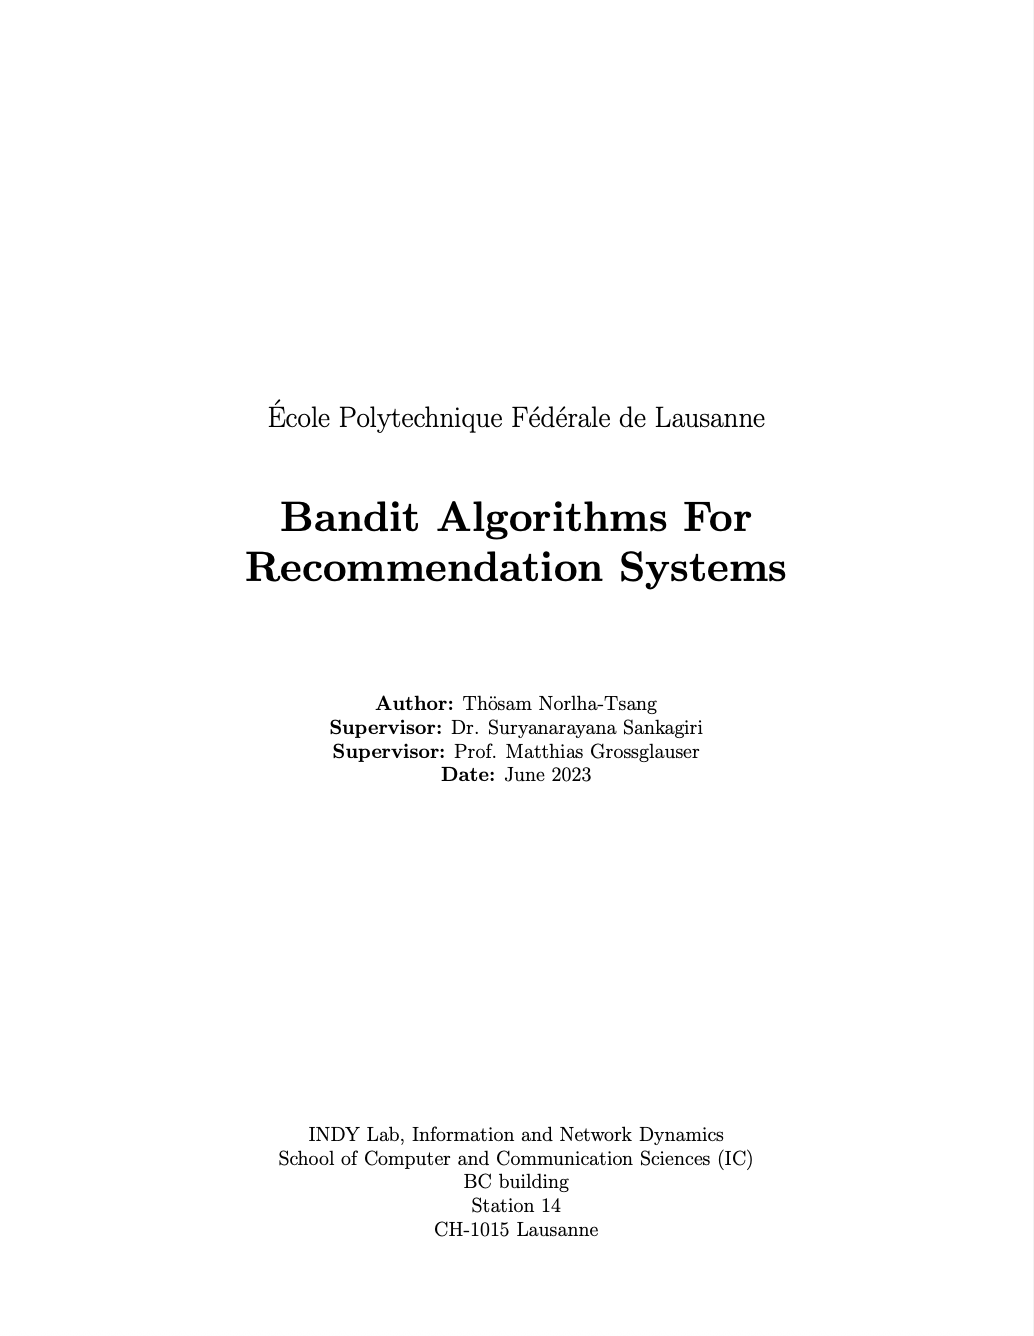 École Polytechnique Fédérale de Lausanne
Bandit Algorithms For
Recommendation Systems
Author: Thösam Norlha-Tsang
Supervisor: Dr. Suryanarayana Sankagiri
Supervisor: Prof. Matthias Grossglauser
Date: June 2023
INDY Lab, Information and Network Dynamics
School of Computer and Communication Sciences (IC)
BC building
Station 14
CH-1015 Lausanne